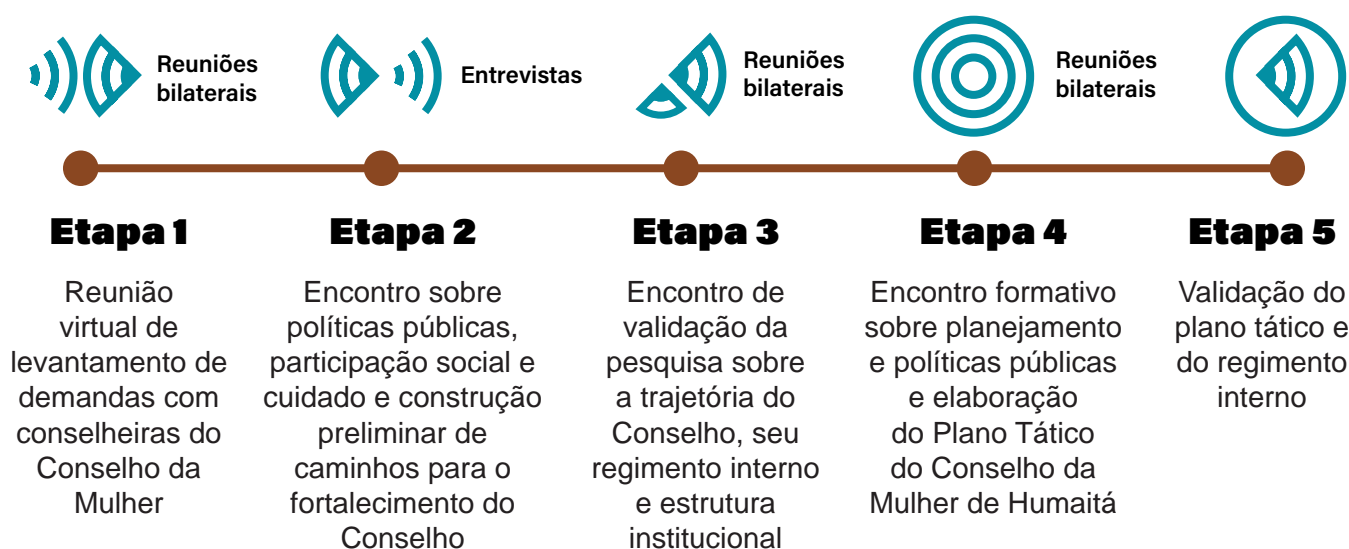 Reuniões
bilaterais
Entrevistas
Reuniões
bilaterais
Reuniões
bilaterais
Etapa 1
Reunião
virtual de
levantamento de
demandas com
conselheiras do
Conselho da
Mulher
Etapa 2
Encontro sobre
políticas públicas,
participação social e
cuidado e construção
preliminar de
caminhos para o
fortalecimento do
Conselho
Etapa 3
Encontro de
validação da
pesquisa sobre
a trajetória do
Conselho, seu
regimento interno
e estrutura
institucional
Etapa 4
Encontro formativo
sobre planejamento
e políticas públicas
e elaboração
do Plano Tático
do Conselho da
Mulher de Humaitá
Etapa 5
Validação do
plano tático e
do regimento
interno